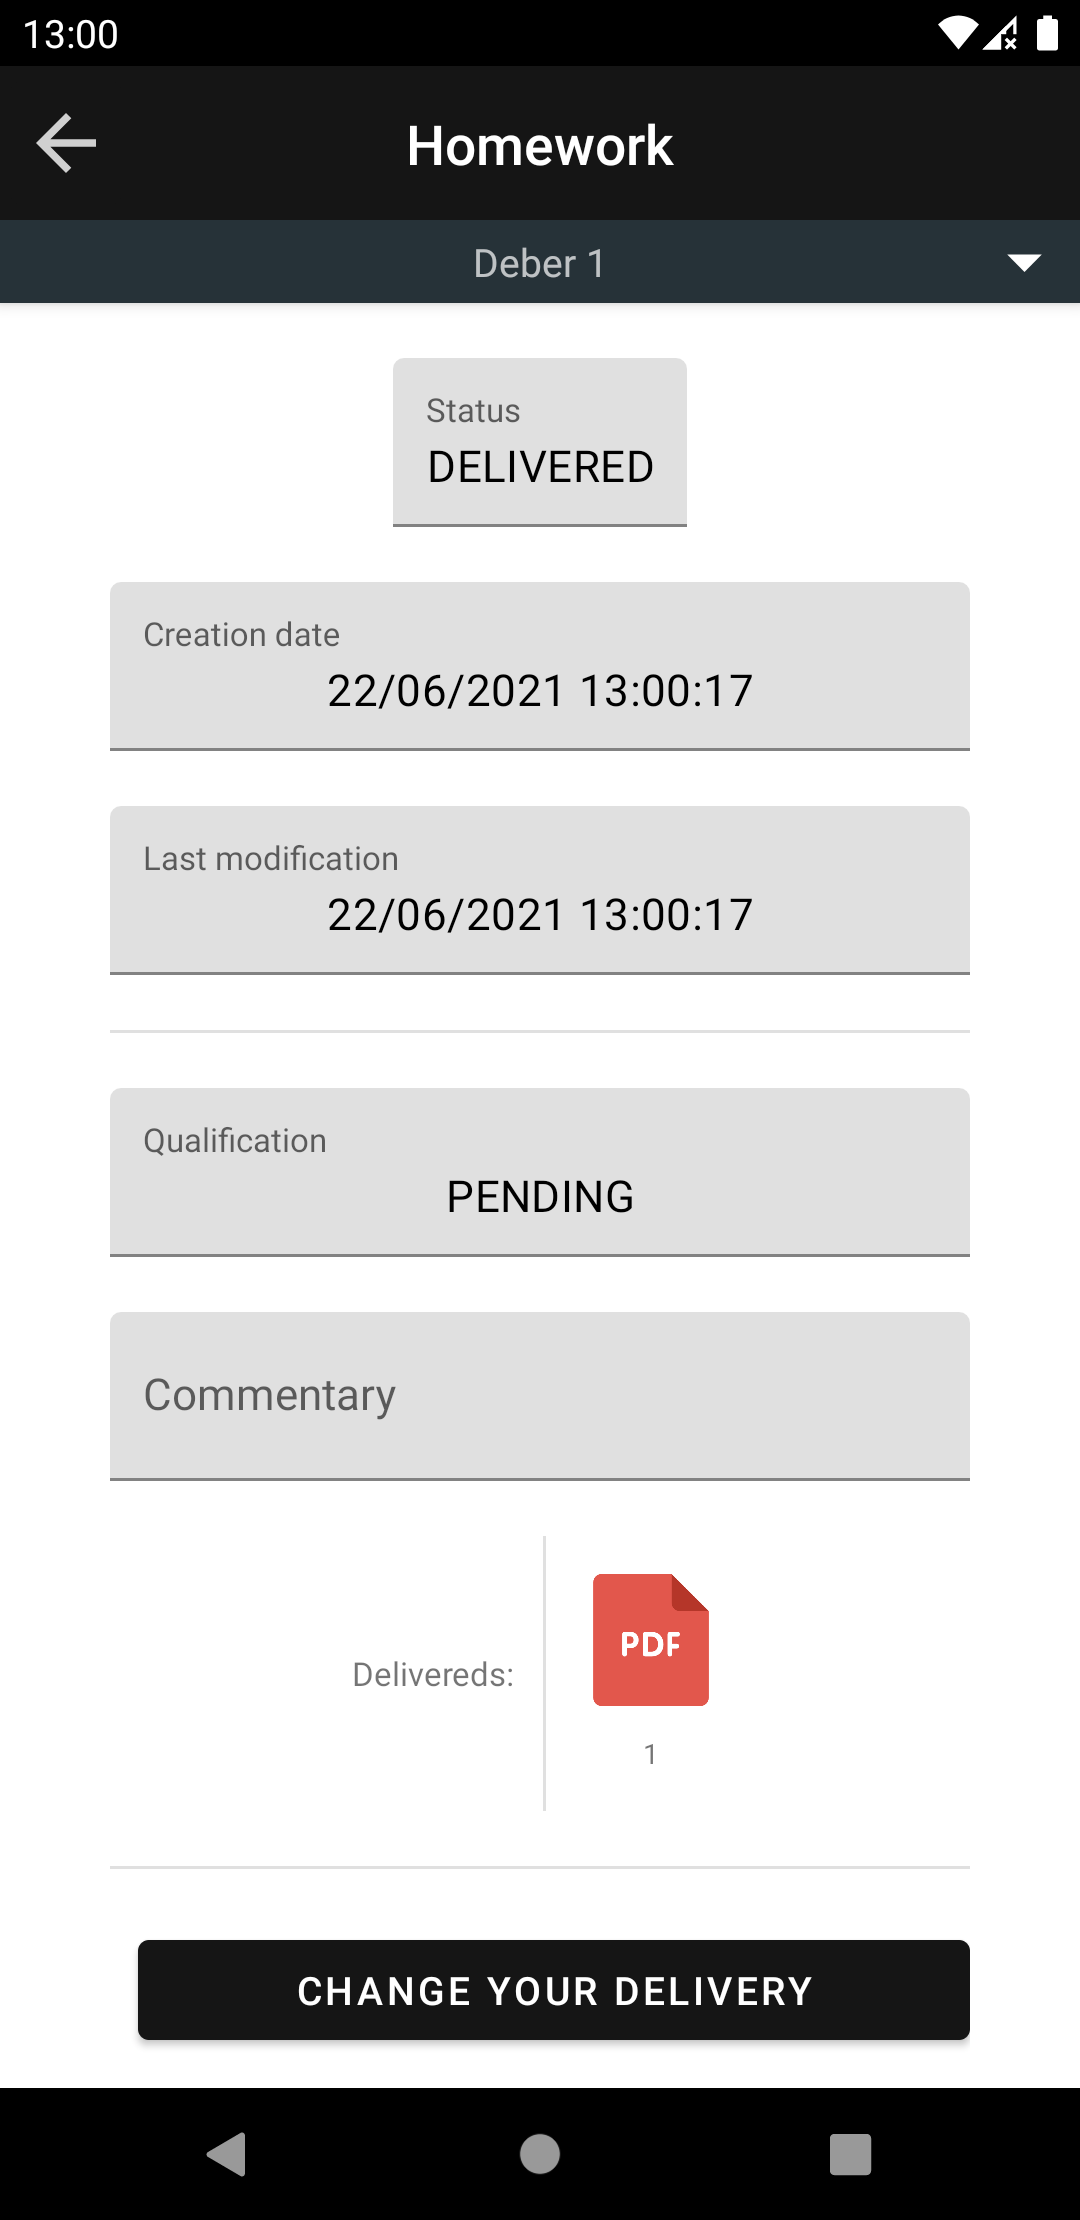 13:00
Homework
Deber 1
Status
DELIVERED
Creation date
22/06/2021 13:00:17
Last modification
22/06/2021 13:00:17
Qualification
PENDING
Commentary
PDF
Delivereds:
1
CHANGE YOUR DELIVERY